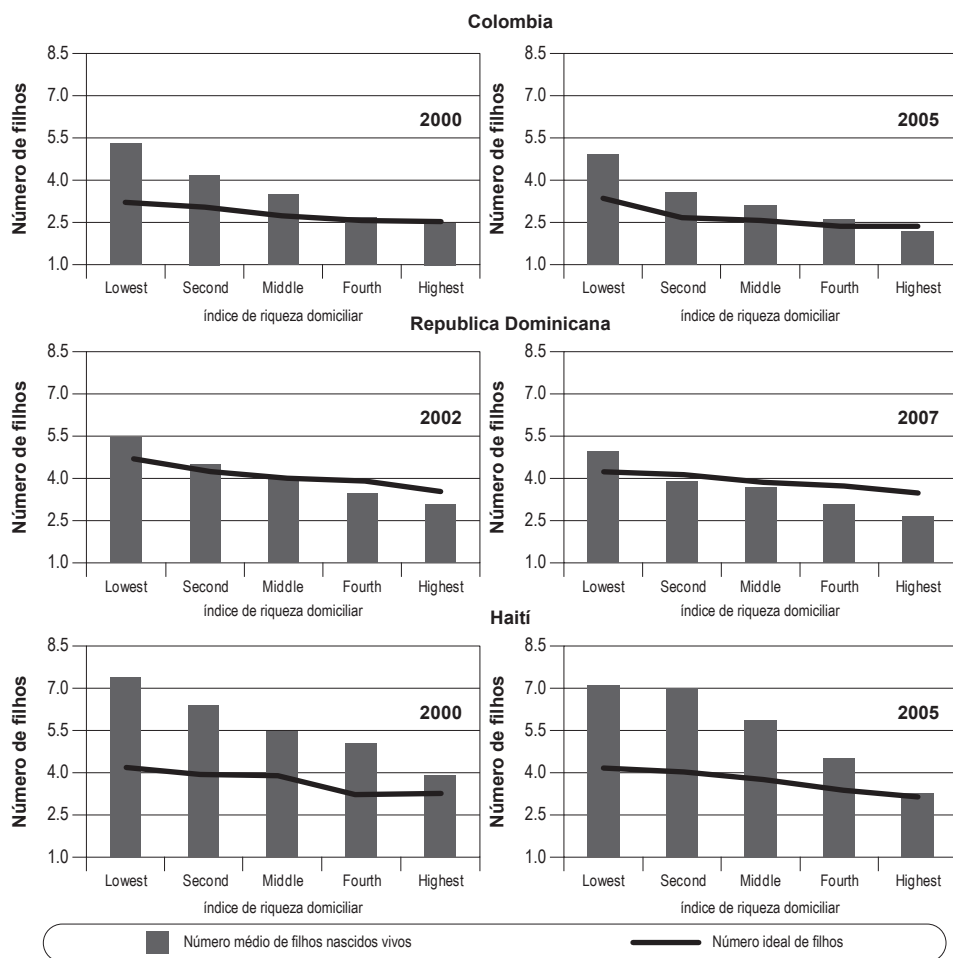 Colombia
Número de filhos
8.5
7.0
5.5
4.0
2.5
1.0
2000
Lowest Second Middle Fourth Highest
índice de riqueza domiciliar
Número de filhos
8.5
7.0
5.5
4.0
2.5
1.0
2005
Lowest Second Middle Fourth Highest
índice de riqueza domiciliar
Republica Dominicana
Número de filhos
8.5
7.0
5.5
4.0
2.5
1.0
2002
Lowest Second Middle Fourth Highest
índice de riqueza domiciliar
Número de filhos
8.5
7.0
5.5
4.0
2.5
1.0
2007
Lowest Second Middle Fourth Highest
índice de riqueza domiciliar
Haití
Número de filhos
8.5
7.0
5.5
4.0
2.5
1.0
2000
Lowest Second Middle Fourth Highest
índice de riqueza domiciliar
Número de filhos
8.5
7.0
5.5
4.0
2.5
1.0
2005
Lowest Second Middle Fourth Highest
índice de riqueza domiciliar
Número médio de filhos nascidos vivos
Número ideal de filhos